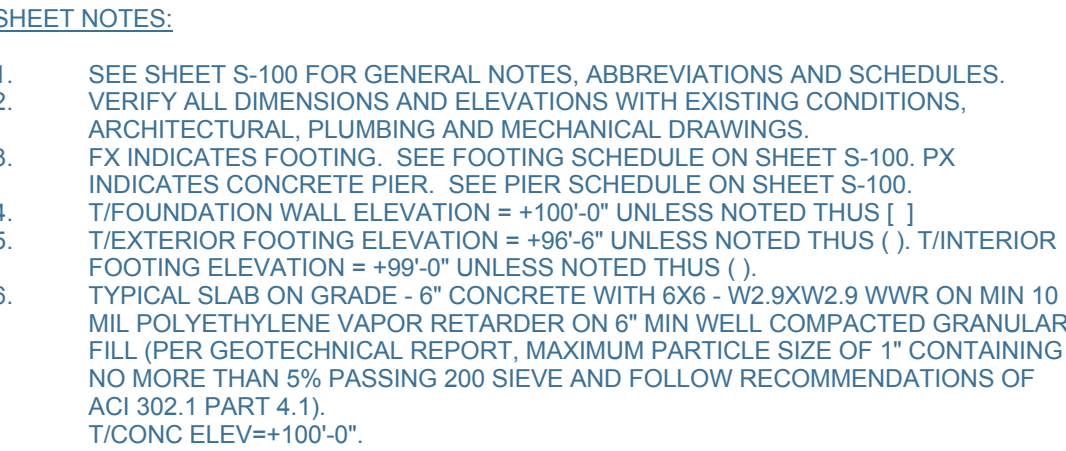 SHEET NOTES:
1. SEE SHEET S-100 FOR GENERAL NOTES, ABBREVIATIONS AND SCHEDULES.
2. VERIFY ALL DIMENSIONS AND ELEVATIONS WITH EXISTING CONDITIONS,
ARCHITECTURAL, PLUMBING AND MECHANICAL DRAWINGS.
3. FX INDICATES FOOTING. SEE FOOTING SCHEDULE ON SHEET S-100. PX
INDICATES CONCRETE PIER. SEE PIER SCHEDULE ON SHEET S-100.
4. T/FOUNDATION WALL ELEVATION = +100'-0" UNLESS NOTED THUS [ ]
5. T/EXTERIOR FOOTING ELEVATION = +96'-6" UNLESS NOTED THUS ( ). T/INTERIOR
FOOTING ELEVATION = +99'-0" UNLESS NOTED THUS ( ).
6. TYPICAL SLAB ON GRADE - 6" CONCRETE WITH 6X6 - W2.9XW2.9 WWR ON MIN 10
MIL POLYETHYLENE VAPOR RETARDER ON 6" MIN WELL COMPACTED GRANULAR
FILL (PER GEOTECHNICAL REPORT, MAXIMUM PARTICLE SIZE OF 1" CONTAINING
NO MORE THAN 5% PASSING 200 SIEVE AND FOLLOW RECOMMENDATIONS OF
ACI 302.1 PART 4.1).
T/CONC ELEV=+100'-0".